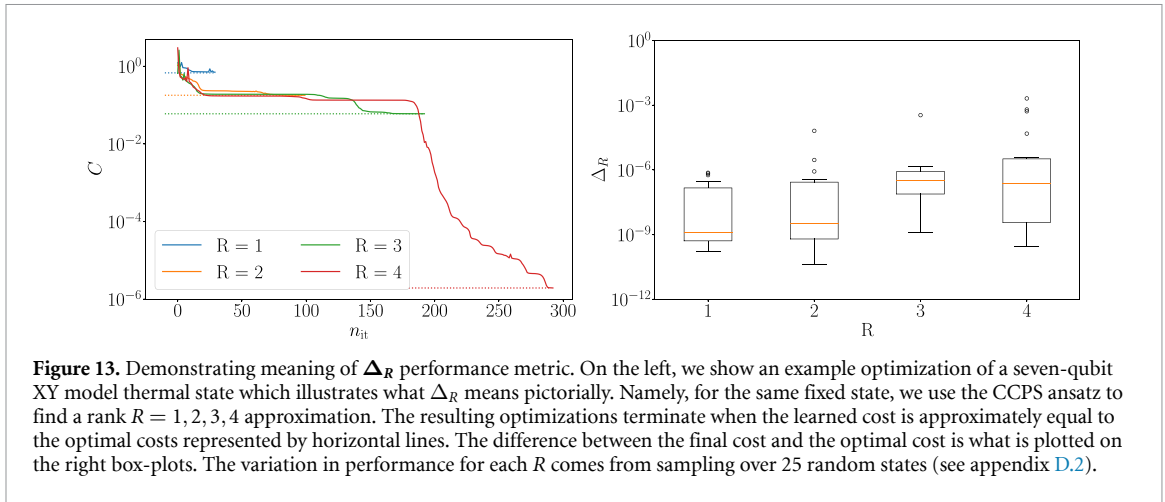 10^0
10^{-2}
10^{-4}
10^{-6}
C
R = 1
R = 2
R = 3
R = 4
0 50 100 150 200 250 300
n_{it}
10^0
10^{-3}
10^{-6}
10^{-9}
10^{-12}
Δ_R
1 2 3 4
R
Figure 13. Demonstrating meaning of Δ_R performance metric. On the left, we show an example optimization of a seven-qubit
XY model thermal state which illustrates what Δ_R means pictorially. Namely, for the same fixed state, we use the CCPS ansatz to
find a rank R = 1, 2, 3, 4 approximation. The resulting optimizations terminate when the learned cost is approximately equal to
the optimal costs represented by horizontal lines. The difference between the final cost and the optimal cost is what is plotted on
the right box-plots. The variation in performance for each R comes from sampling over 25 random states (see appendix D.2).